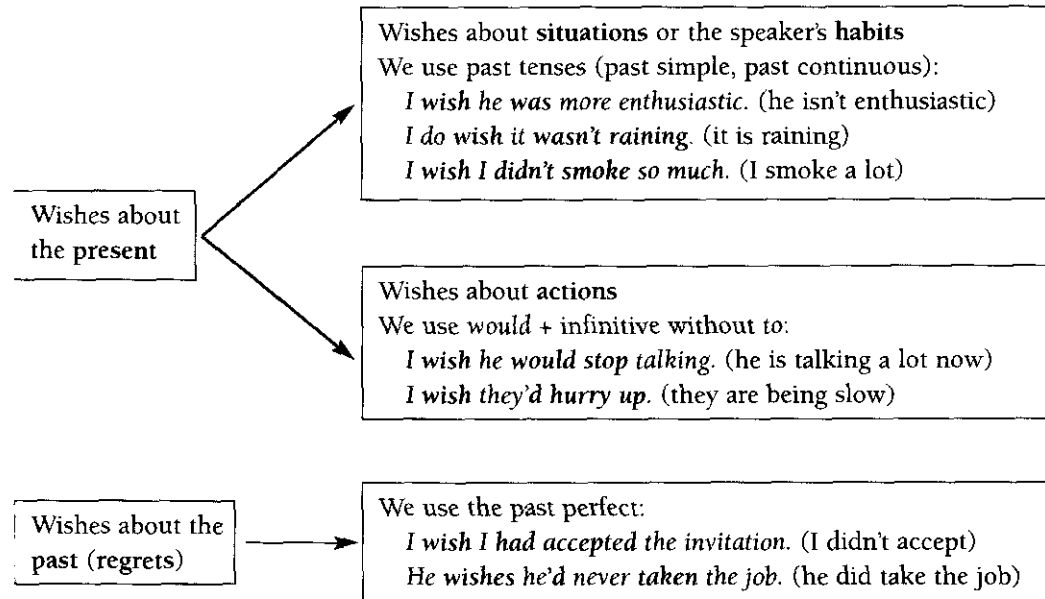 Wishes about
the present
Wishes about situations or the speaker's habits
We use past tenses (past simple, past continuous):
I wish he was more enthusiastic. (he isn't enthusiastic)
I do wish it wasn't raining. (it is raining)
I wish I didn't smoke so much. (I smoke a lot)
Wishes about actions
We use would + infinitive without to:
I wish he would stop talking. (he is talking a lot now)
I wish they'd hurry up. (they are being slow)
Wishes about the
past (regrets)
We use the past perfect:
I wish I had accepted the invitation. (I didn't accept)
He wishes he'd never taken the job. (he did take the job)